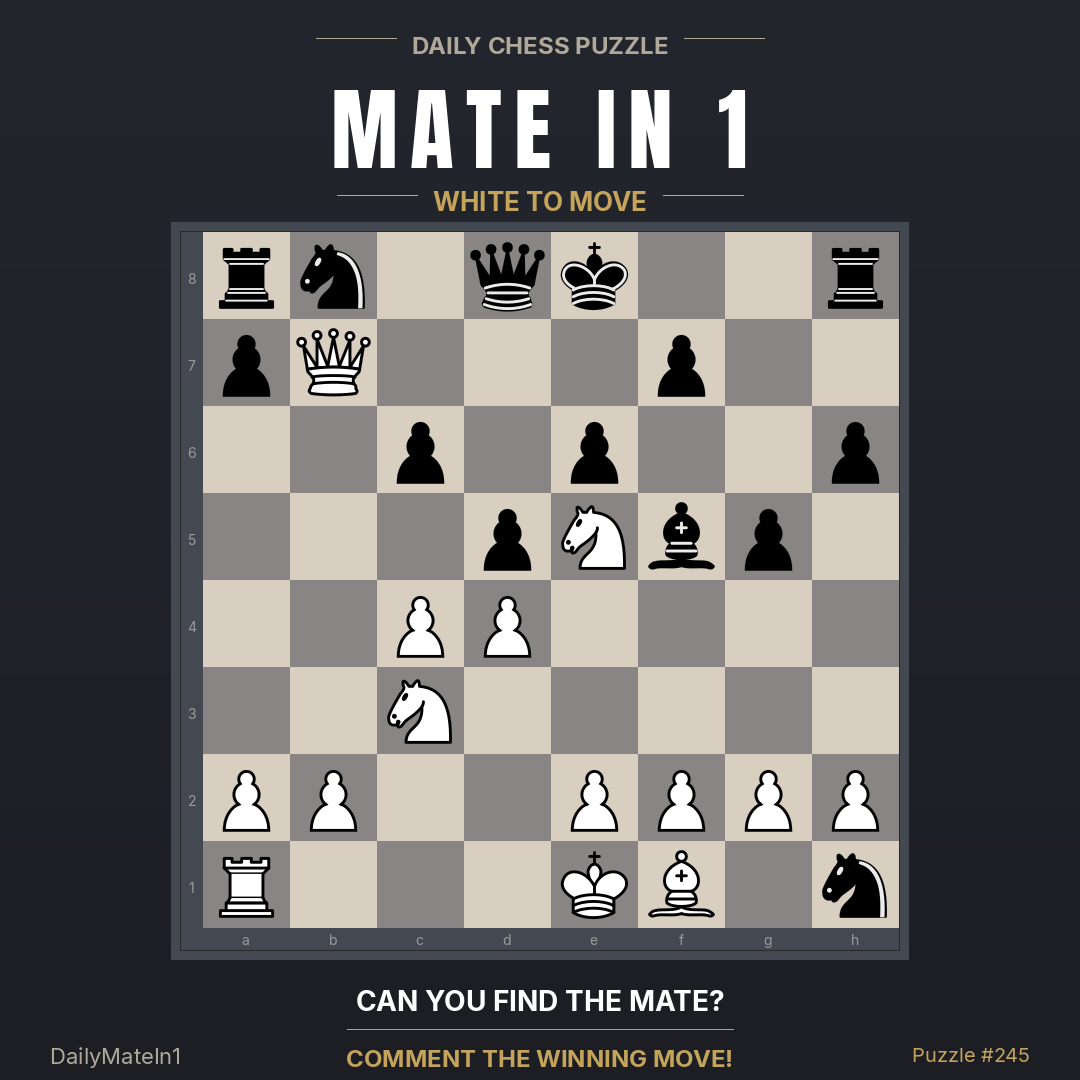 DAILY CHESS PUZZLE
MATE IN 1
WHITE TO MOVE
8
7
6
5
4
3
2
1
a b c d e f g h
CAN YOU FIND THE MATE?
DailyMateIn1
COMMENT THE WINNING MOVE!
Puzzle #245